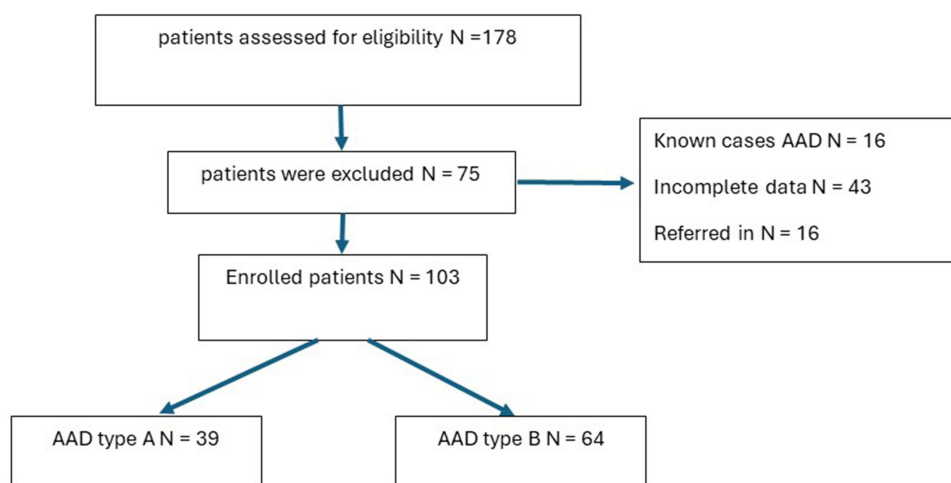 patients assessed for eligibility N =178
patients were excluded N = 75
Known cases AAD N = 16
Incomplete data N = 43
Referred in N = 16
Enrolled patients N = 103
AAD type A N = 39
AAD type B N = 64